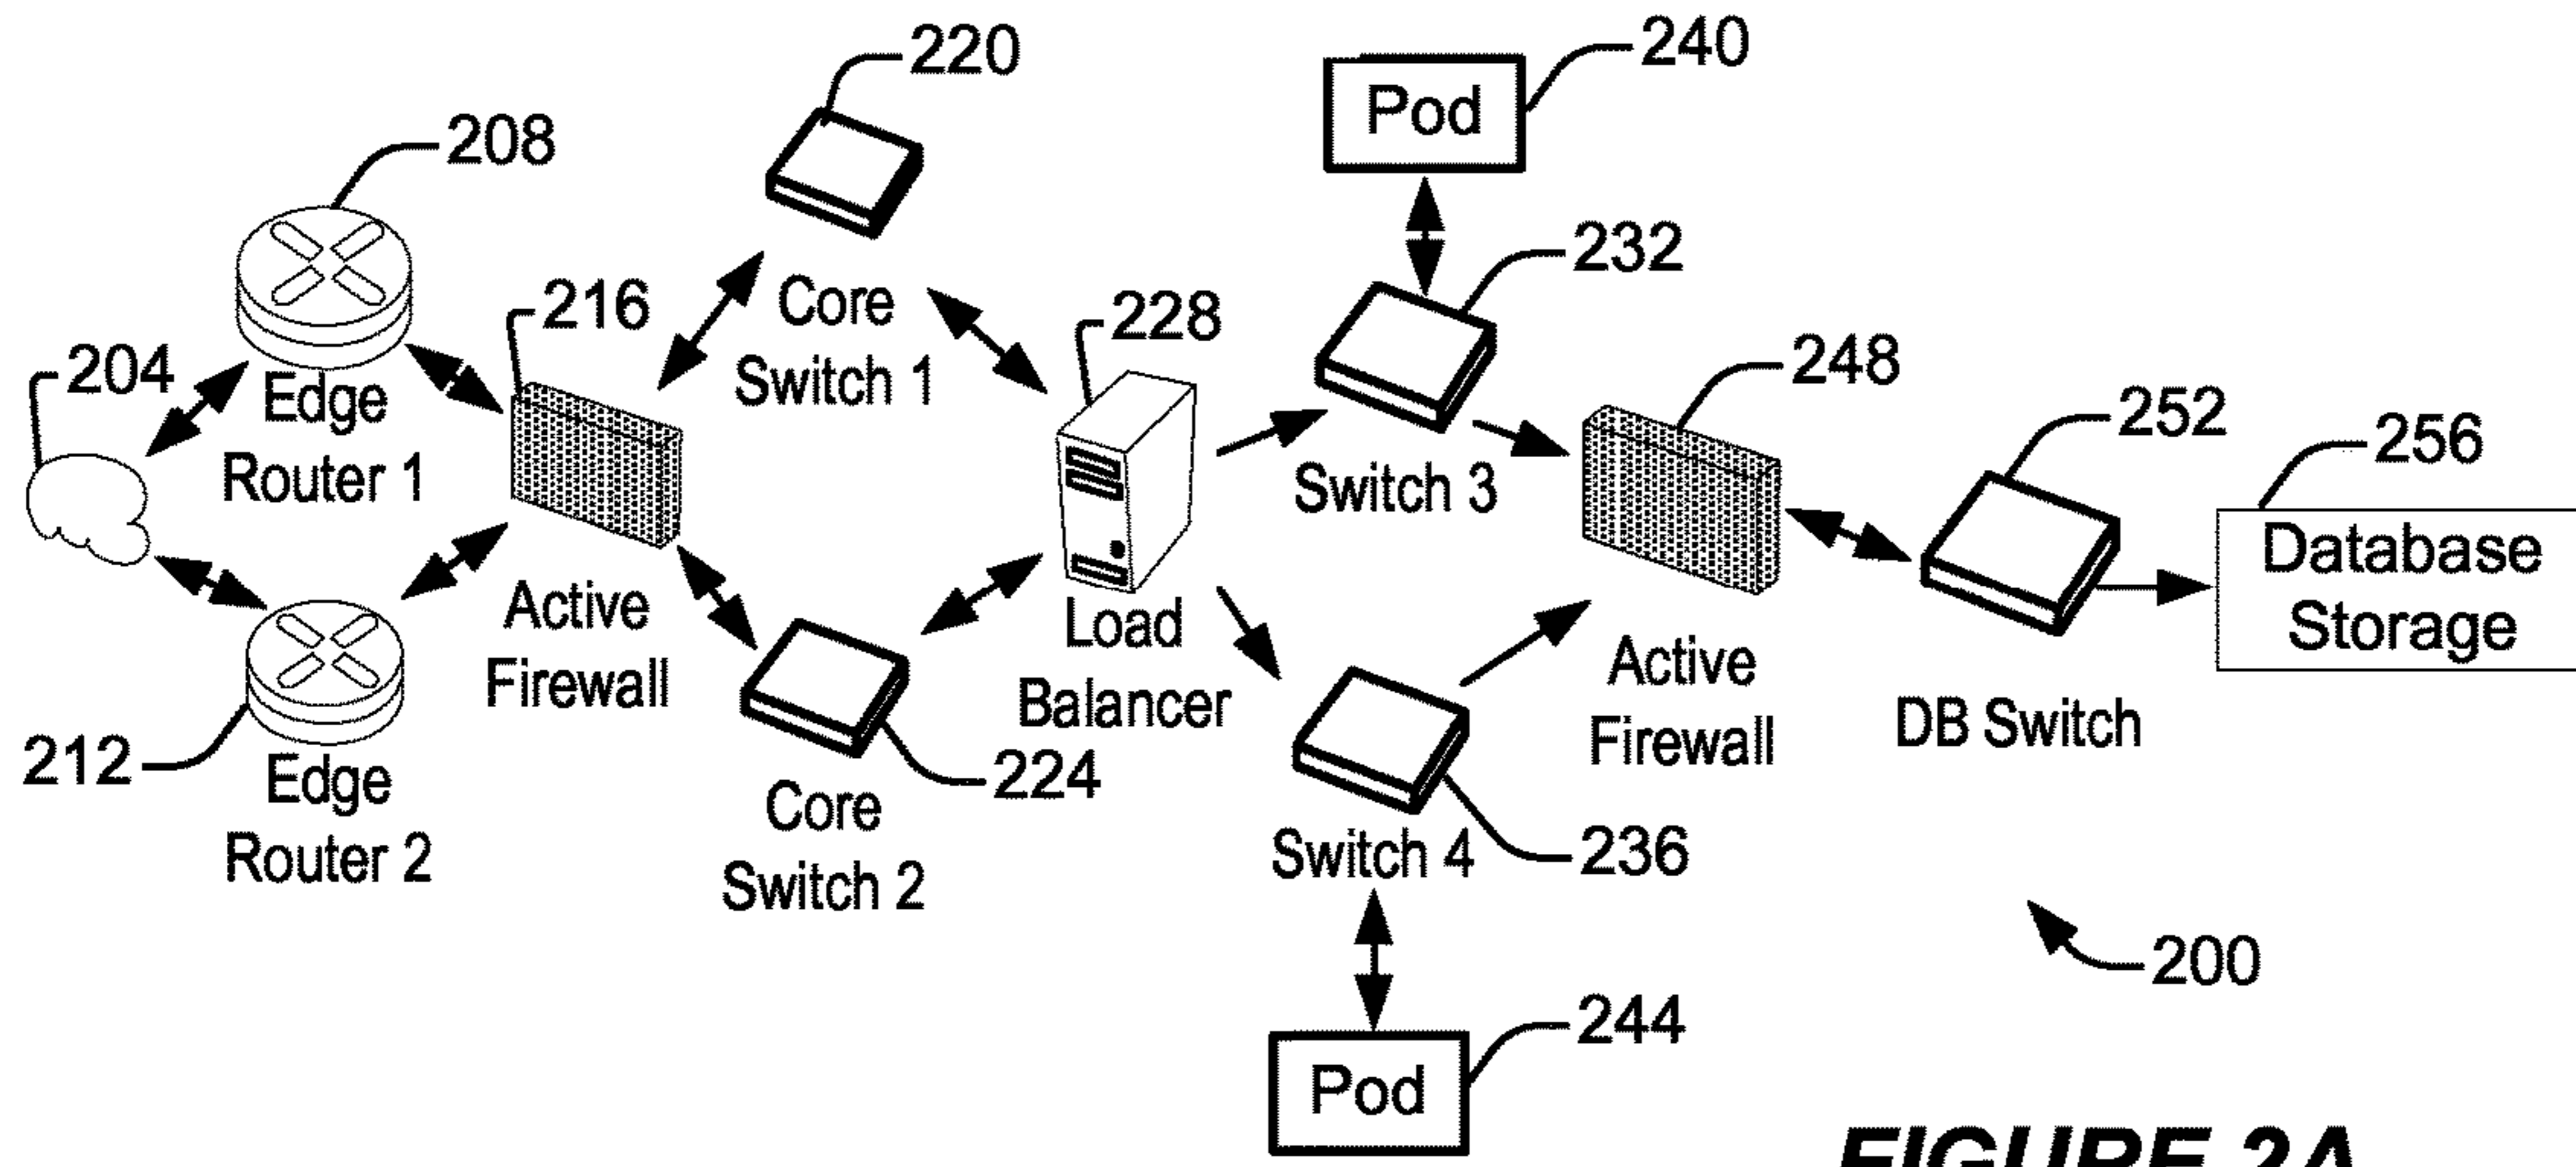 220
240
Pod
208
232
216
Core
Switch 1
228
248
204
Edge
Router 1
252
256
Switch 3
Database
Storage
Active
Firewall
Load
Balancer
Active
Firewall
DB Switch
212
Edge
Router 2
224
Core
Switch 2
Switch 4
236
200
244
Pod
FIGURE 2A